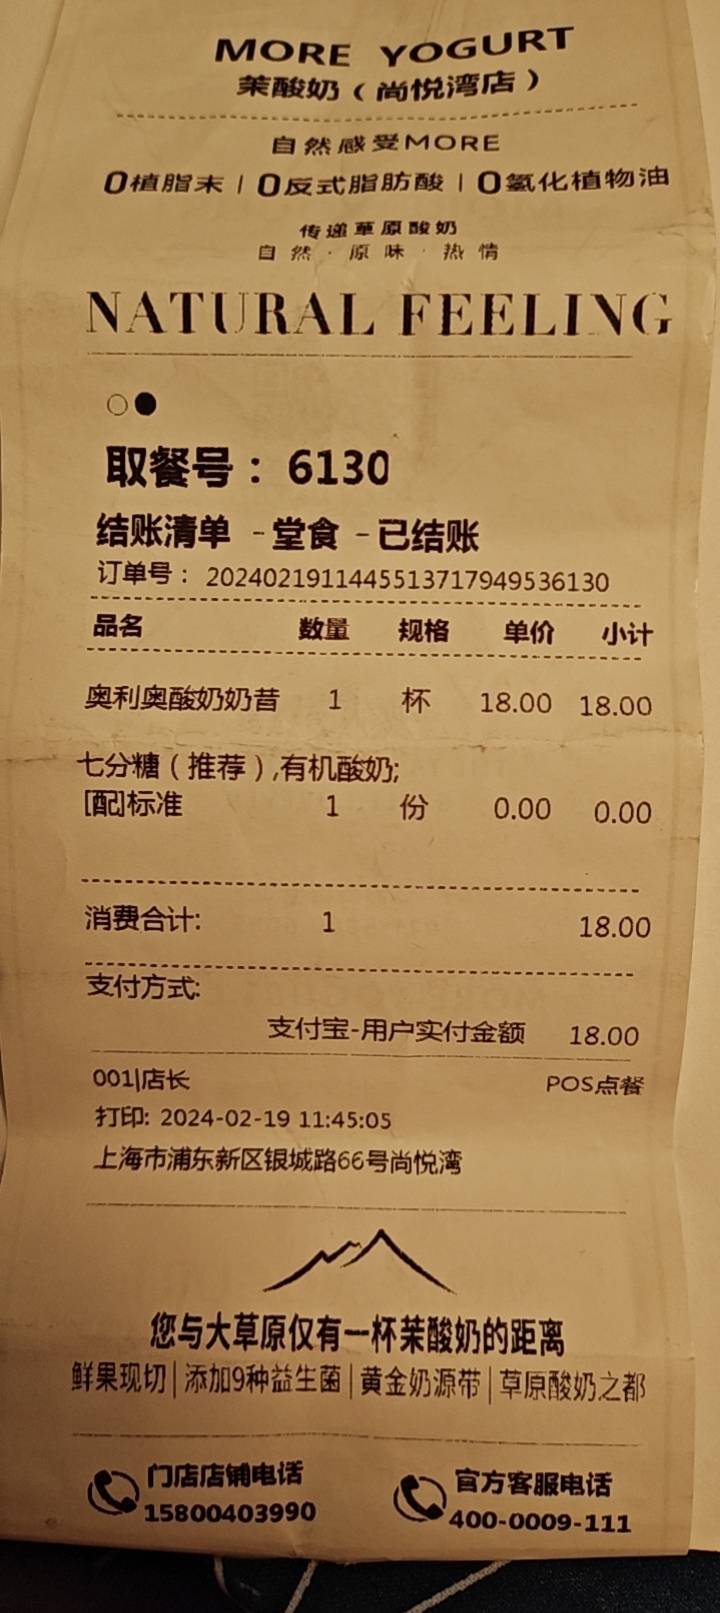 MORE YOGURT
茉酸奶（尚悦湾店）
自然感受MORE
0植脂末 | 0反式脂肪酸 | 0氢化植物油
传递草原酸奶
自然·原味·热情
NATURAL FEELING
取餐号：6130
结账清单 -堂食 -已结账
订单号： 20240219114455137179495361​30
品名 数量 规格 单价 小计
奥利奥酸奶奶昔 1 杯 18.00 18.00
七分糖（推荐）,有机酸奶;
[配]标准 1 份 0.00 0.00
消费合计: 1 18.00
支付方式:
支付宝-用户实付金额 18.00
001|店长 POS点餐
打印: 2024-02-19 11:45:05
上海市浦东新区银城路66号尚悦湾
您与大草原仅有一杯茉酸奶的距离
鲜果现切|添加9种益生菌|黄金奶源带|草原酸奶之都
门店店铺电话 官方客服电话
15800403990 400-0009-111